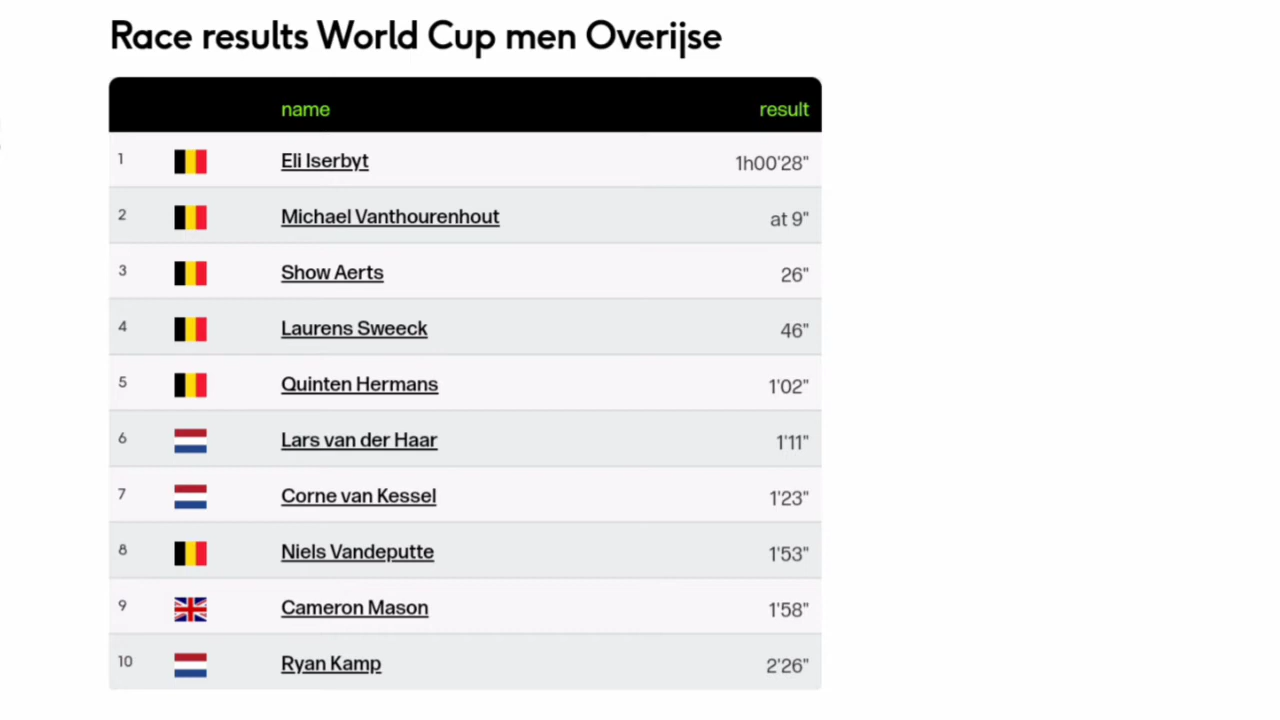 Race results World Cup men Overijse
name result
1 Eli Iserbyt 1h00'28"
2 Michael Vanthourenhout at 9"
3 Show Aerts 26"
4 Laurens Sweeck 46"
5 Quinten Hermans 1'02"
6 Lars van der Haar 1'11"
7 Corne van Kessel 1'23"
8 Niels Vandeputte 1'53"
9 Cameron Mason 1'58"
10 Ryan Kamp 2'26"